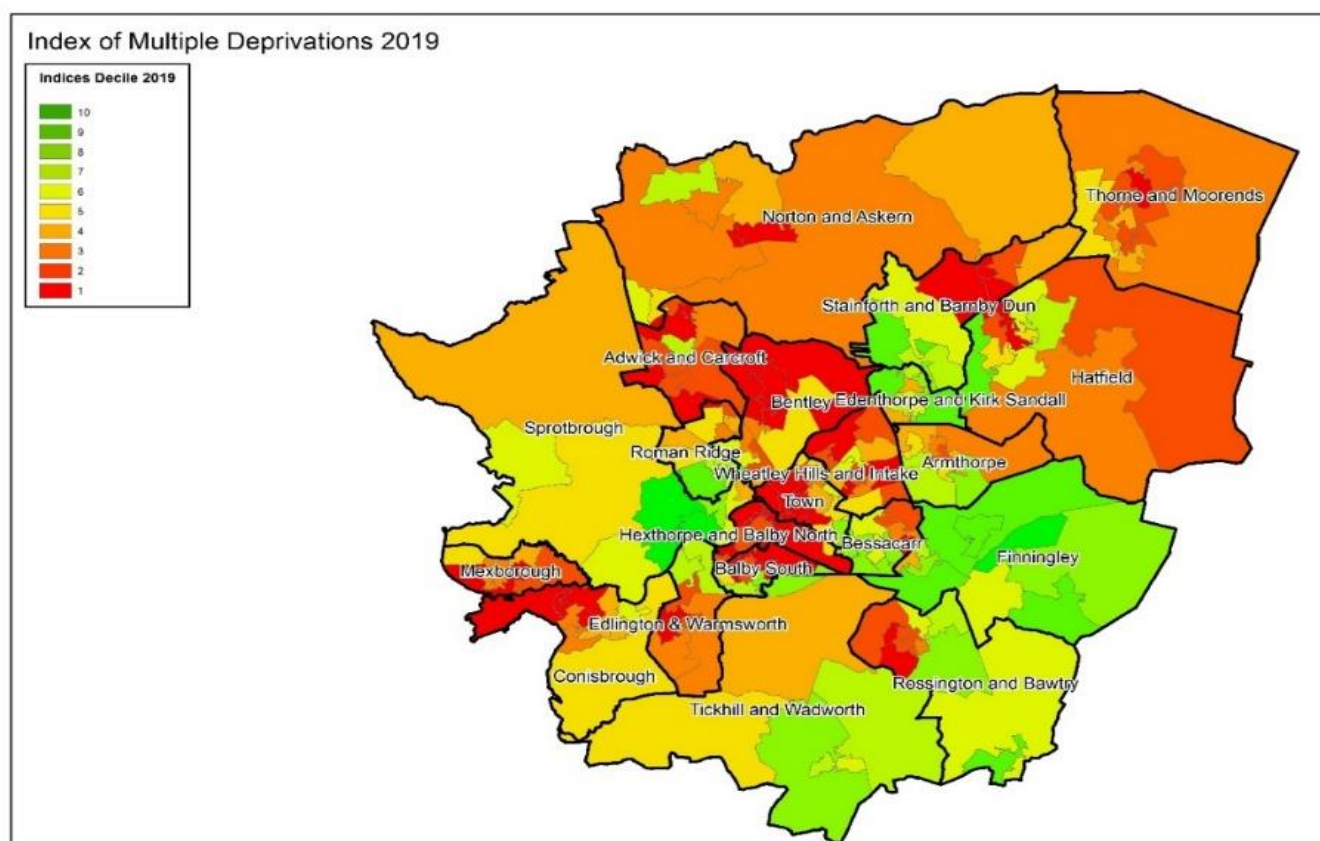 Index of Multiple Deprivations 2019
Indices Decile 2019
10
9
8
7
6
5
4
3
2
1
Thorne and Moorends
Norton and Askern
Stainforth and Barnby Dun
Adwick and Carcroft
Hatfield
Bentley
Edenthorpe and Kirk Sandall
Sprotbrough
Roman Ridge
Armthorpe
Wheatley Hills and Intake
Town
Hexthorpe and Balby North
Bessacarr
Finningley
Mexborough
Balby South
Edlington & Warmsworth
Conisbrough
Rossington and Bawtry
Tickhill and Wadworth